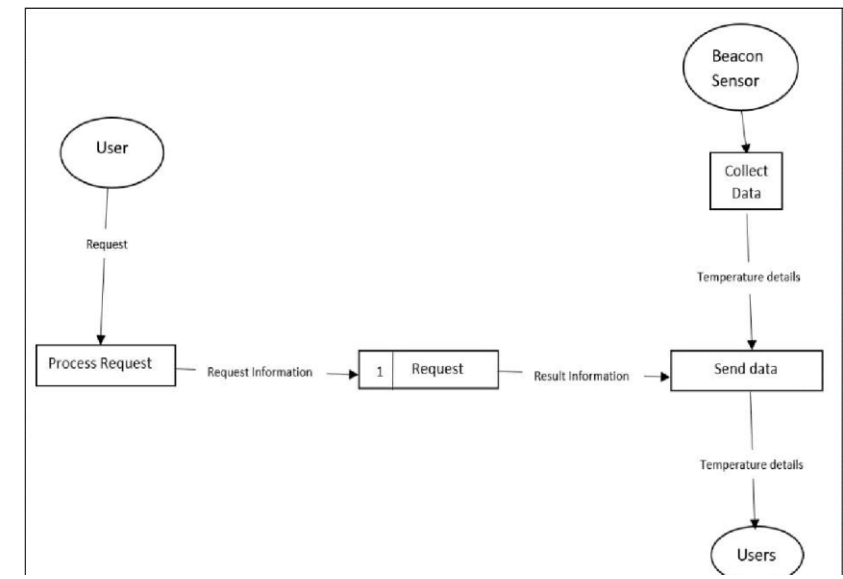 Beacon
Sensor
User
Collect
Data
Request
Temperature details
Process Request
Request Information
1
Request
Result Information
Send data
Temperature details
Users